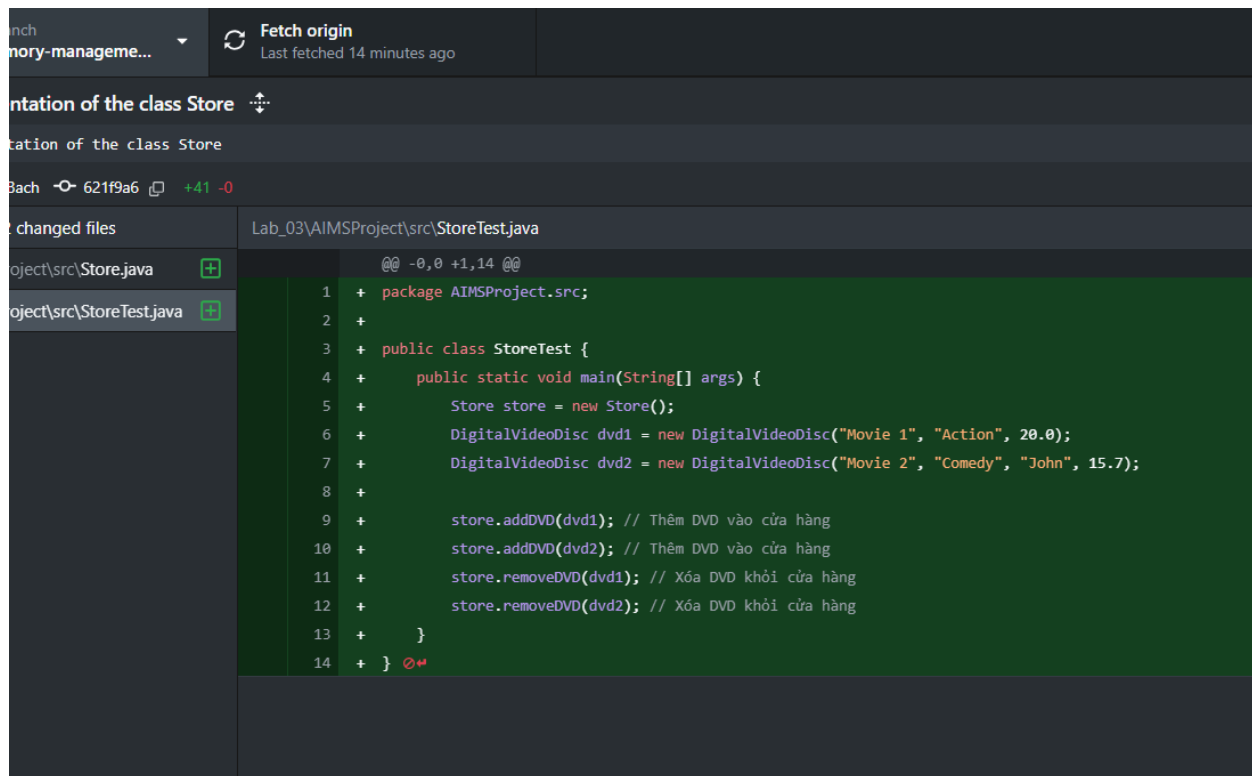 nch
mory-manageme...
Fetch origin
Last fetched 14 minutes ago
ntation of the class Store
tation of the class Store
Bach 621f9a6 +41 -0
changed files
Lab_03\AIMSProject\src\StoreTest.java
oject\src\Store.java
oject\src\StoreTest.java
@@ -0,0 +1,14 @@
1 + package AIMSProject.src;
2 +
3 + public class StoreTest {
4 + public static void main(String[] args) {
5 + Store store = new Store();
6 + DigitalVideoDisc dvd1 = new DigitalVideoDisc("Movie 1", "Action", 20.0);
7 + DigitalVideoDisc dvd2 = new DigitalVideoDisc("Movie 2", "Comedy", "John", 15.7);
8 +
9 + store.addDVD(dvd1); // Thêm DVD vào cửa hàng
10 + store.addDVD(dvd2); // Thêm DVD vào cửa hàng
11 + store.removeDVD(dvd1); // Xóa DVD khỏi cửa hàng
12 + store.removeDVD(dvd2); // Xóa DVD khỏi cửa hàng
13 + }
14 + }